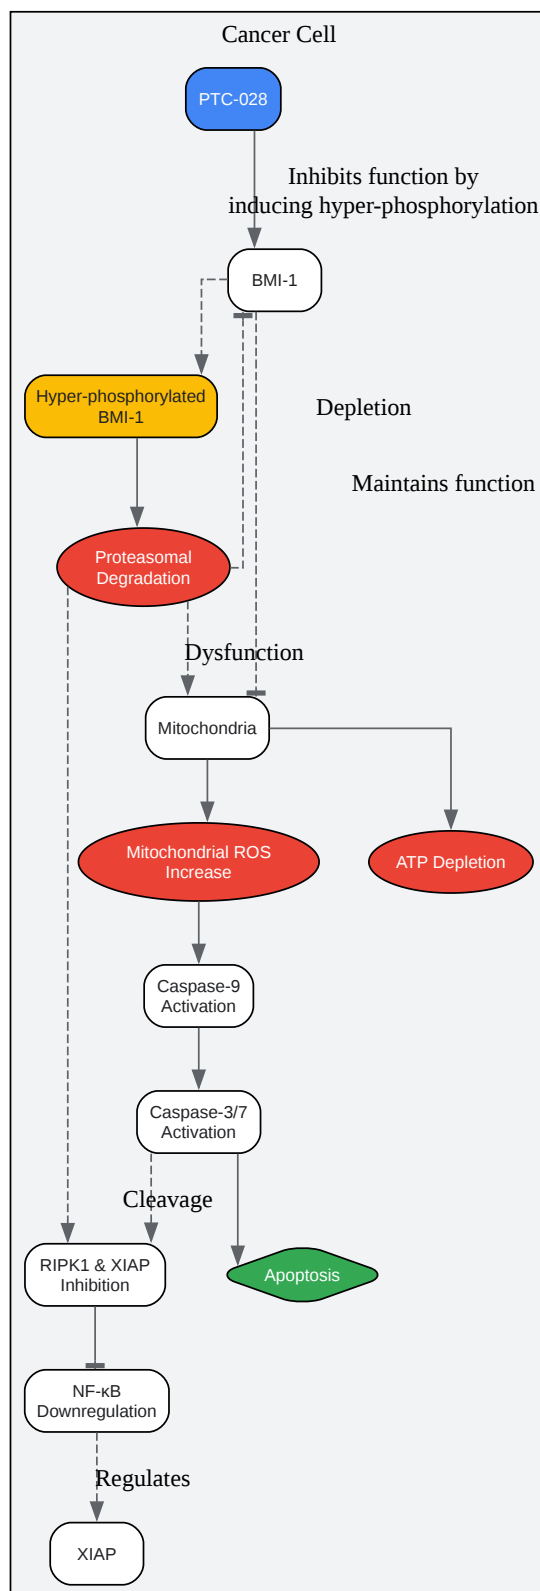 Cancer Cell
PTC-028
Inhibits function by
inducing hyper-phosphorylation
BMI-1
Hyper-phosphorylated
BMI-1
Depletion
Maintains function
Proteasomal
Degradation
Dysfunction
Mitochondria
Mitochondrial ROS
Increase
ATP Depletion
Caspase-9
Activation
Caspase-3/7
Activation
Cleavage
RIPK1 & XIAP
Inhibition
Apoptosis
NF-κB
Downregulation
Regulates
XIAP